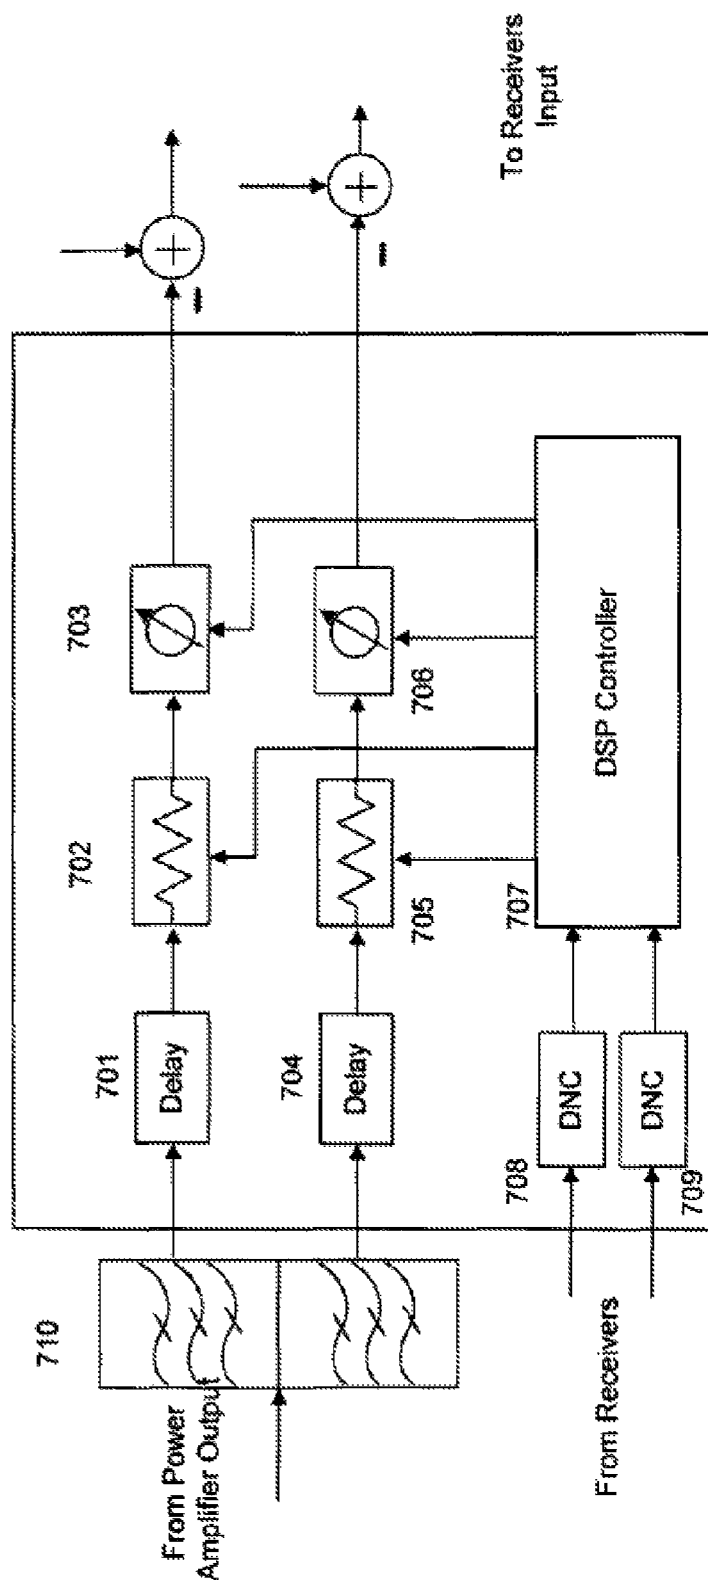 From Power
Amplifier Output
710
701
Delay
702
703
704
Delay
705
706
To Receivers
Input
From Receivers
708
DNC
709
DNC
707
DSP Controller
+
−
+
−